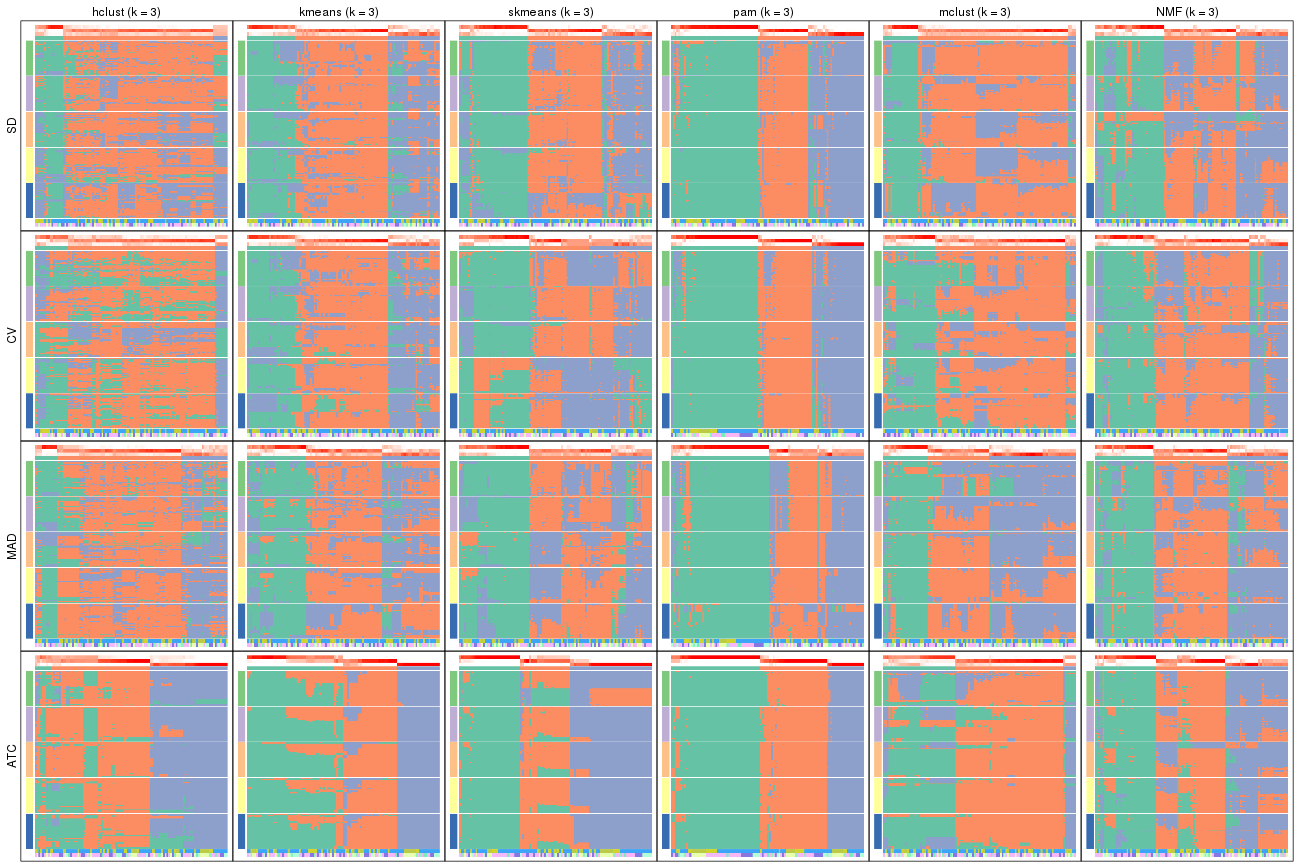 hclust (k = 3) kmeans (k = 3) skmeans (k = 3) pam (k = 3) mclust (k = 3) NMF (k = 3)
SD
CV
MAD
ATC